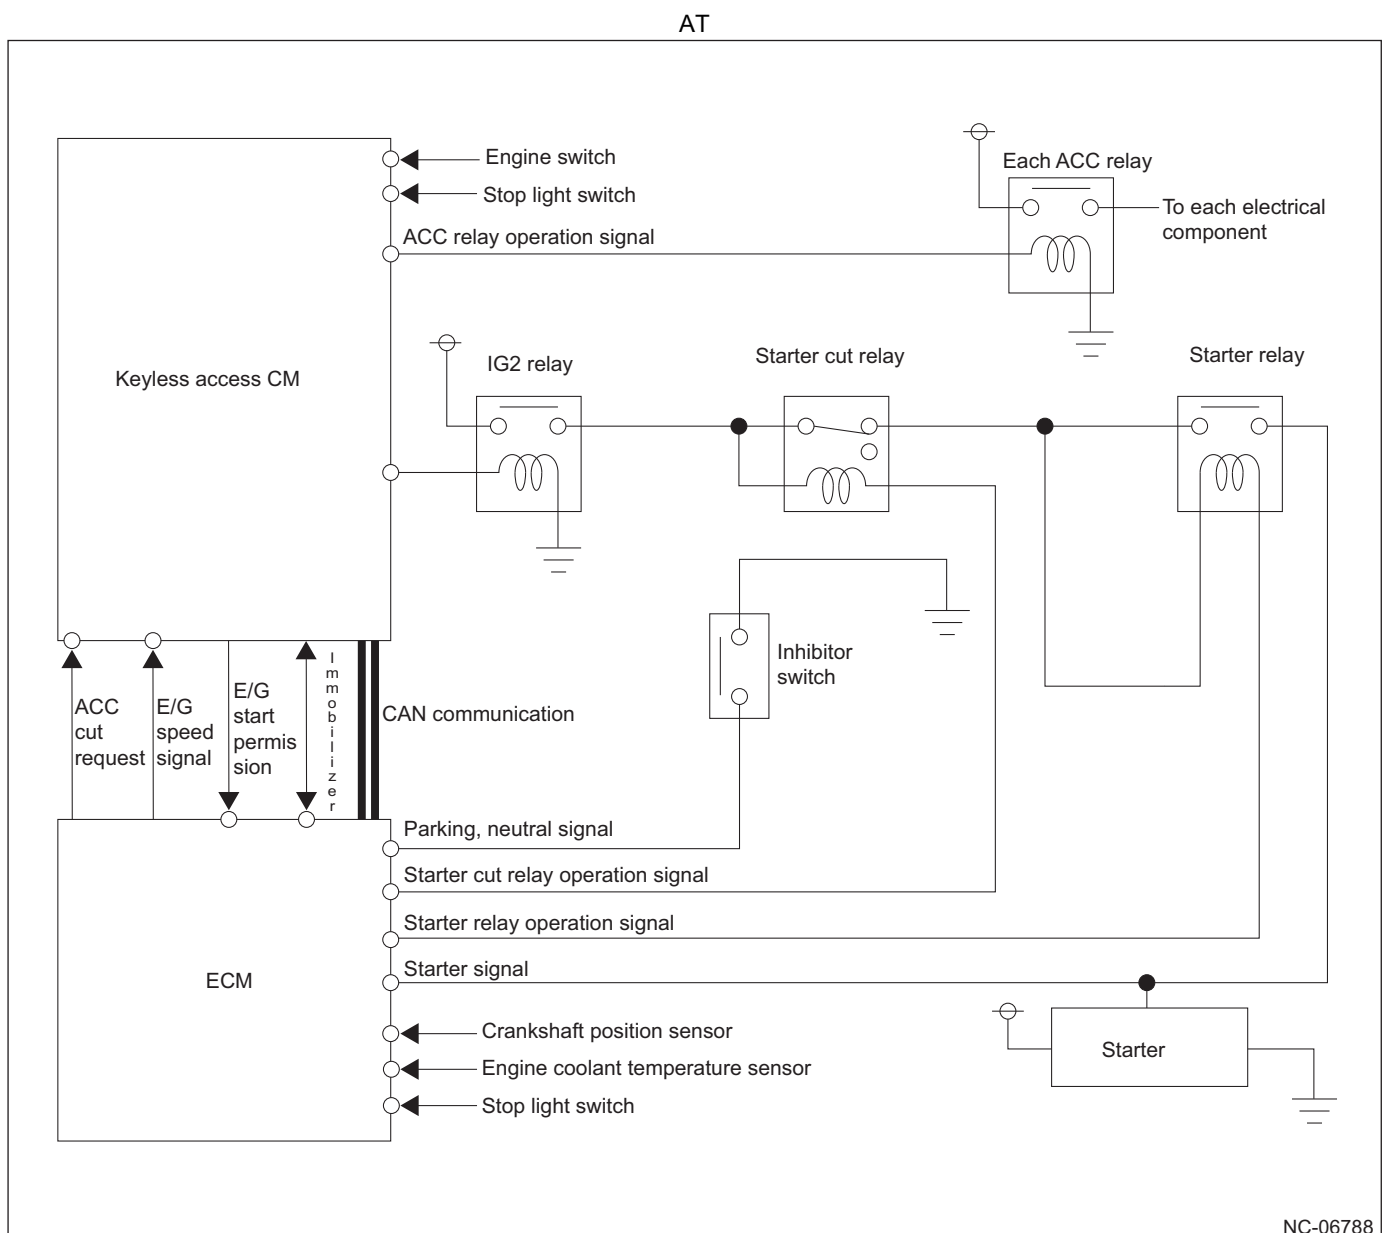 AT
Engine switch
Stop light switch
ACC relay operation signal
Each ACC relay
To each electrical
component
Keyless access CM
IG2 relay
Starter cut relay
Starter relay
Inhibitor
switch
ACC
cut
request
E/G
speed
signal
E/G
start
permis
sion
Immobilizer
CAN communication
Parking, neutral signal
Starter cut relay operation signal
Starter relay operation signal
Starter signal
ECM
Crankshaft position sensor
Engine coolant temperature sensor
Stop light switch
Starter
NC-06788